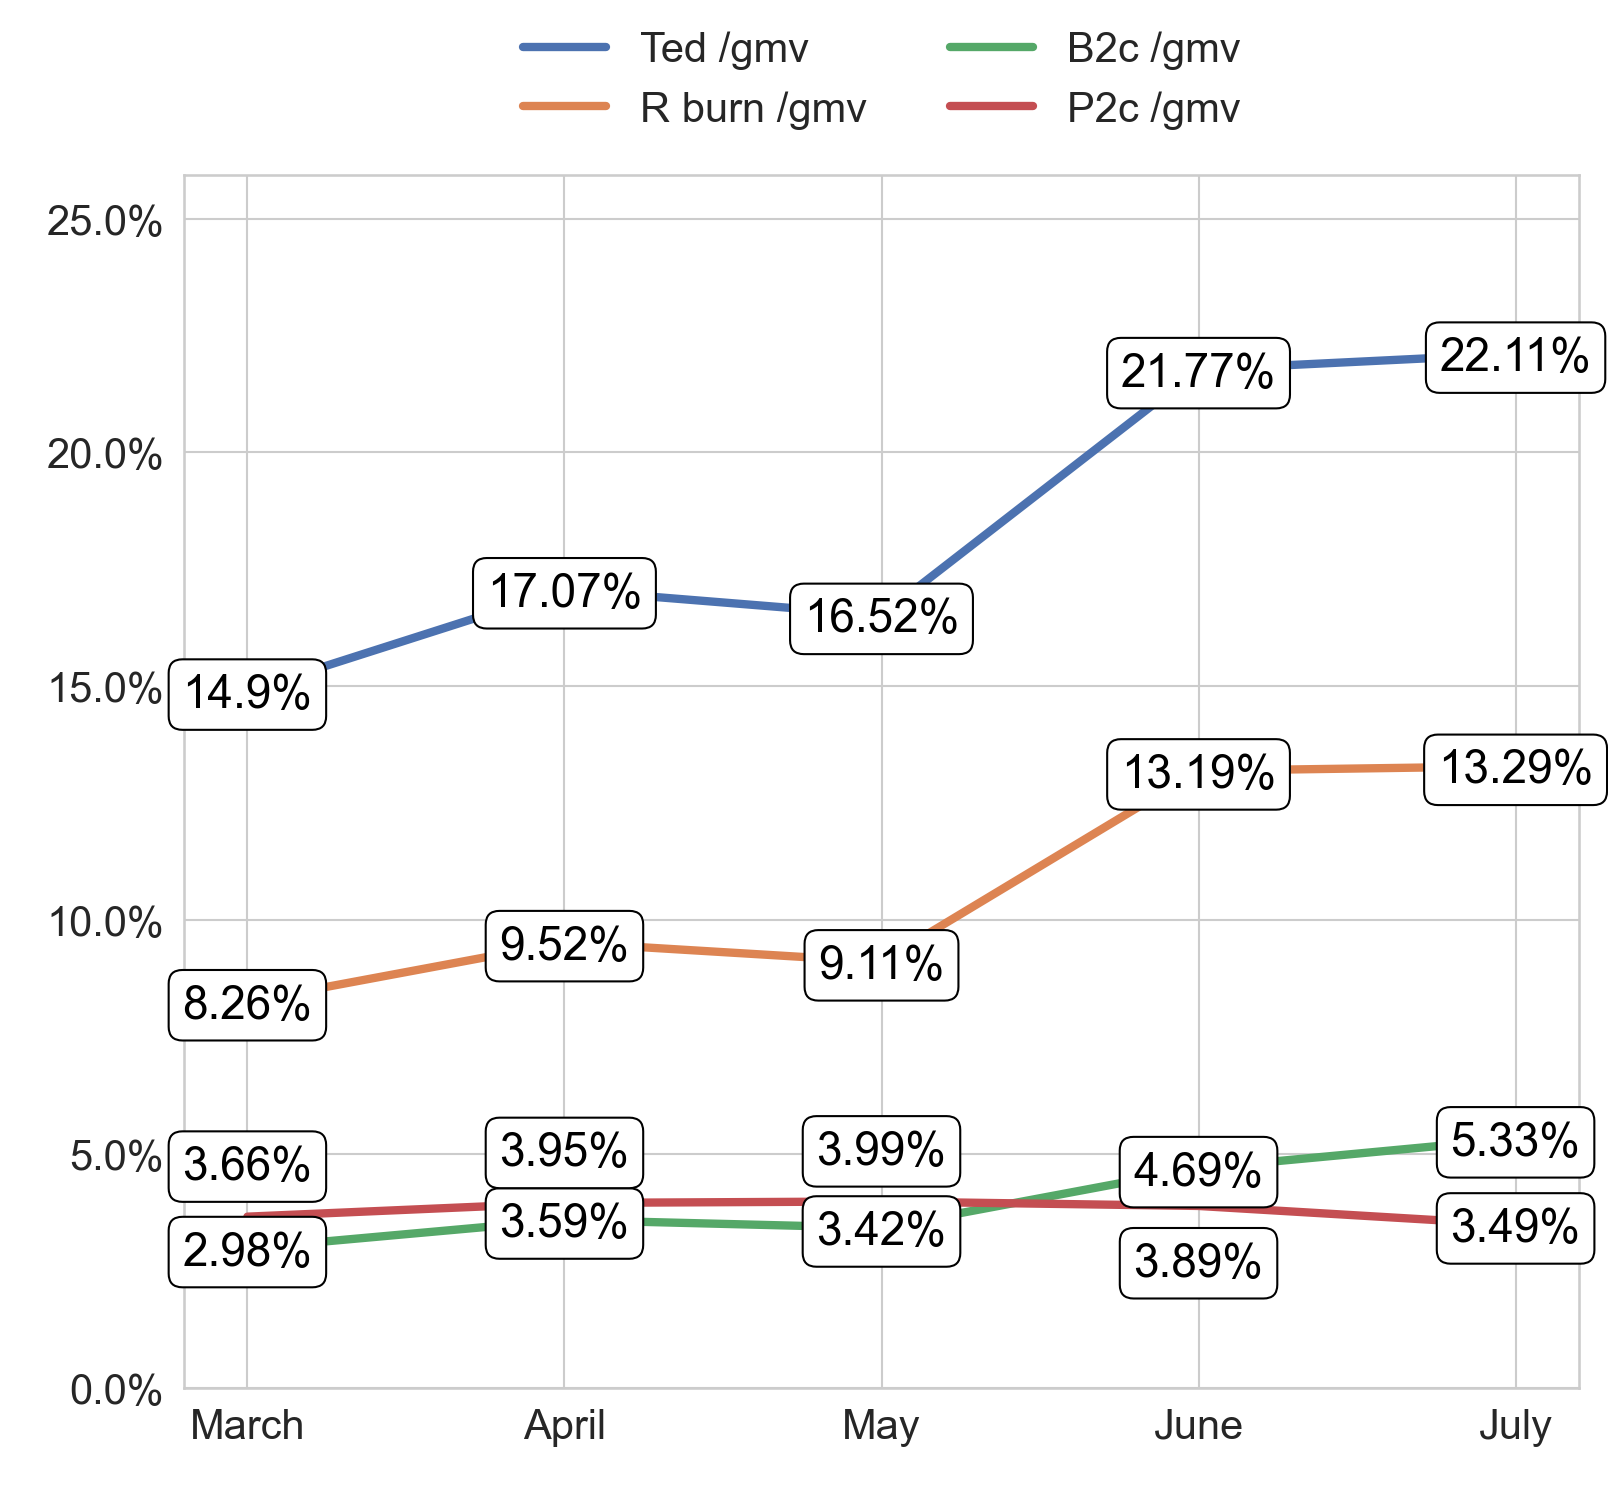 Ted /gmv
R burn /gmv
B2c /gmv
P2c /gmv
25.0%
20.0%
15.0%
10.0%
5.0%
0.0%
14.9%
17.07%
16.52%
21.77%
22.11%
8.26%
9.52%
9.11%
13.19%
13.29%
3.66%
3.95%
3.99%
4.69%
5.33%
2.98%
3.59%
3.42%
3.89%
3.49%
March
April
May
June
July